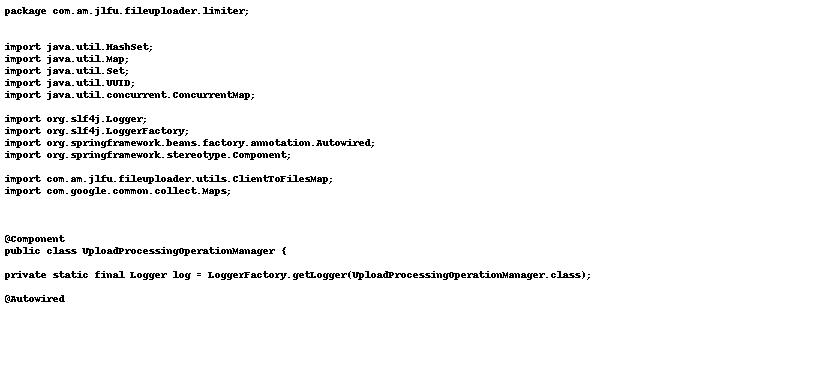 package com.am.jlfu.fileuploader.limiter;
import java.util.HashSet;
import java.util.Map;
import java.util.Set;
import java.util.UUID;
import java.util.concurrent.ConcurrentMap;
import org.slf4j.Logger;
import org.slf4j.LoggerFactory;
import org.springframework.beans.factory.annotation.Autowired;
import org.springframework.stereotype.Component;
import com.am.jlfu.fileuploader.utils.ClientToFilesMap;
import com.google.common.collect.Maps;
@Component
public class UploadProcessingOperationManager {
private static final Logger log = LoggerFactory.getLogger(UploadProcessingOperationManager.class);
@Autowired